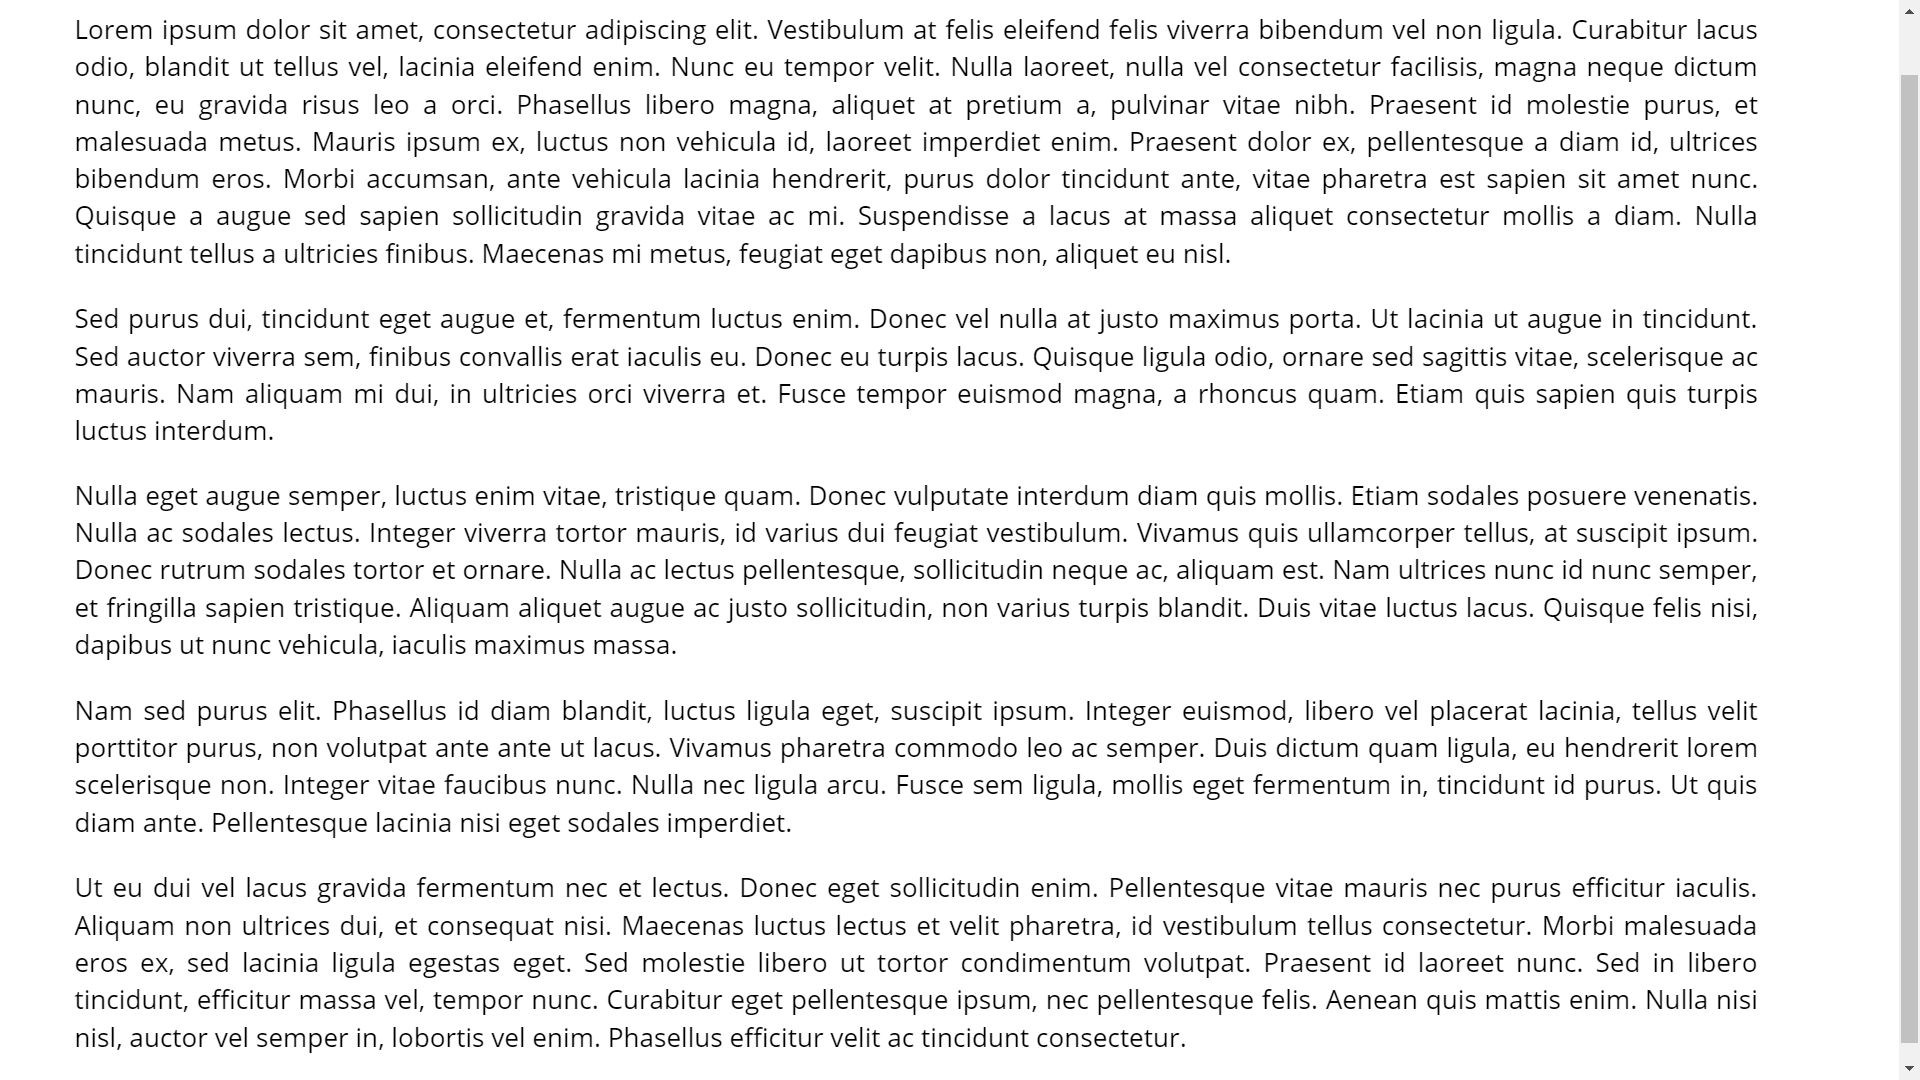 Lorem ipsum dolor sit amet, consectetur adipiscing elit. Vestibulum at felis eleifend felis viverra bibendum vel non ligula. Curabitur lacus
odio, blandit ut tellus vel, lacinia eleifend enim. Nunc eu tempor velit. Nulla laoreet, nulla vel consectetur facilisis, magna neque dictum
nunc, eu gravida risus leo a orci. Phasellus libero magna, aliquet at pretium a, pulvinar vitae nibh. Praesent id molestie purus, et
malesuada metus. Mauris ipsum ex, luctus non vehicula id, laoreet imperdiet enim. Praesent dolor ex, pellentesque a diam id, ultrices
bibendum eros. Morbi accumsan, ante vehicula lacinia hendrerit, purus dolor tincidunt ante, vitae pharetra est sapien sit amet nunc.
Quisque a augue sed sapien sollicitudin gravida vitae ac mi. Suspendisse a lacus at massa aliquet consectetur mollis a diam. Nulla
tincidunt tellus a ultricies finibus. Maecenas mi metus, feugiat eget dapibus non, aliquet eu nisl.
Sed purus dui, tincidunt eget augue et, fermentum luctus enim. Donec vel nulla at justo maximus porta. Ut lacinia ut augue in tincidunt.
Sed auctor viverra sem, finibus convallis erat iaculis eu. Donec eu turpis lacus. Quisque ligula odio, ornare sed sagittis vitae, scelerisque ac
mauris. Nam aliquam mi dui, in ultricies orci viverra et. Fusce tempor euismod magna, a rhoncus quam. Etiam quis sapien quis turpis
luctus interdum.
Nulla eget augue semper, luctus enim vitae, tristique quam. Donec vulputate interdum diam quis mollis. Etiam sodales posuere venenatis.
Nulla ac sodales lectus. Integer viverra tortor mauris, id varius dui feugiat vestibulum. Vivamus quis ullamcorper tellus, at suscipit ipsum.
Donec rutrum sodales tortor et ornare. Nulla ac lectus pellentesque, sollicitudin neque ac, aliquam est. Nam ultrices nunc id nunc semper,
et fringilla sapien tristique. Aliquam aliquet augue ac justo sollicitudin, non varius turpis blandit. Duis vitae luctus lacus. Quisque felis nisi,
dapibus ut nunc vehicula, iaculis maximus massa.
Nam sed purus elit. Phasellus id diam blandit, luctus ligula eget, suscipit ipsum. Integer euismod, libero vel placerat lacinia, tellus velit
porttitor purus, non volutpat ante ante ut lacus. Vivamus pharetra commodo leo ac semper. Duis dictum quam ligula, eu hendrerit lorem
scelerisque non. Integer vitae faucibus nunc. Nulla nec ligula arcu. Fusce sem ligula, mollis eget fermentum in, tincidunt id purus. Ut quis
diam ante. Pellentesque lacinia nisi eget sodales imperdiet.
Ut eu dui vel lacus gravida fermentum nec et lectus. Donec eget sollicitudin enim. Pellentesque vitae mauris nec purus efficitur iaculis.
Aliquam non ultrices dui, et consequat nisi. Maecenas luctus lectus et velit pharetra, id vestibulum tellus consectetur. Morbi malesuada
eros ex, sed lacinia ligula egestas eget. Sed molestie libero ut tortor condimentum volutpat. Praesent id laoreet nunc. Sed in libero
tincidunt, efficitur massa vel, tempor nunc. Curabitur eget pellentesque ipsum, nec pellentesque felis. Aenean quis mattis enim. Nulla nisi
nisl, auctor vel semper in, lobortis vel enim. Phasellus efficitur velit ac tincidunt consectetur.